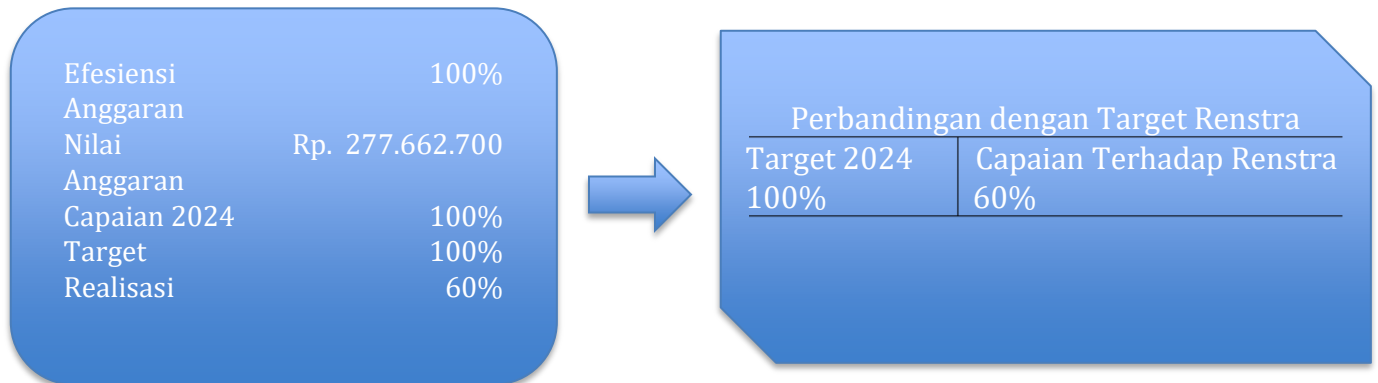 Efesiensi 100%
Anggaran
Nilai Rp. 277.662.700
Anggaran
Capaian 2024 100%
Target 100%
Realisasi 60%
Perbandingan dengan Target Renstra
Target 2024 Capaian Terhadap Renstra
100% 60%